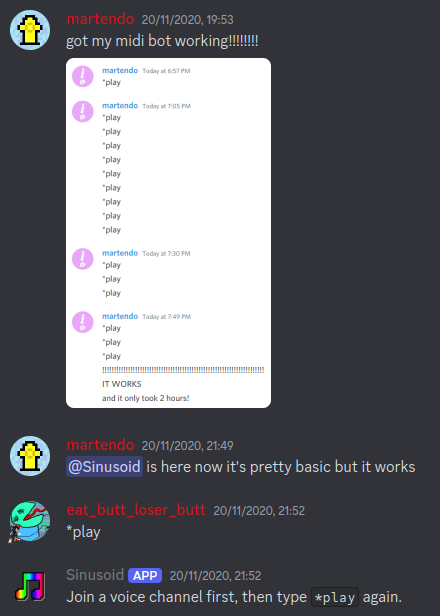 martendo 20/11/2020, 19:53
got my midi bot working!!!!!!!!
martendo Today at 6:57 PM
*play
martendo Today at 7:05 PM
*play
*play
*play
*play
*play
*play
*play
*play
*play
martendo Today at 7:30 PM
*play
*play
*play
martendo Today at 7:49 PM
*play
*play
*play
!!!!!!!!!!!!!!!!!!!!!!!!!!!!!!!!!!!!!!!!!!!!!!!!!!!!!!!!!!!!!!!!!!!!!!
IT WORKS
and it only took 2 hours!
martendo 20/11/2020, 21:49
@Sinusoid is here now it's pretty basic but it works
eat_butt_loser_butt 20/11/2020, 21:52
*play
Sinusoid APP 20/11/2020, 21:52
Join a voice channel first, then type *play again.